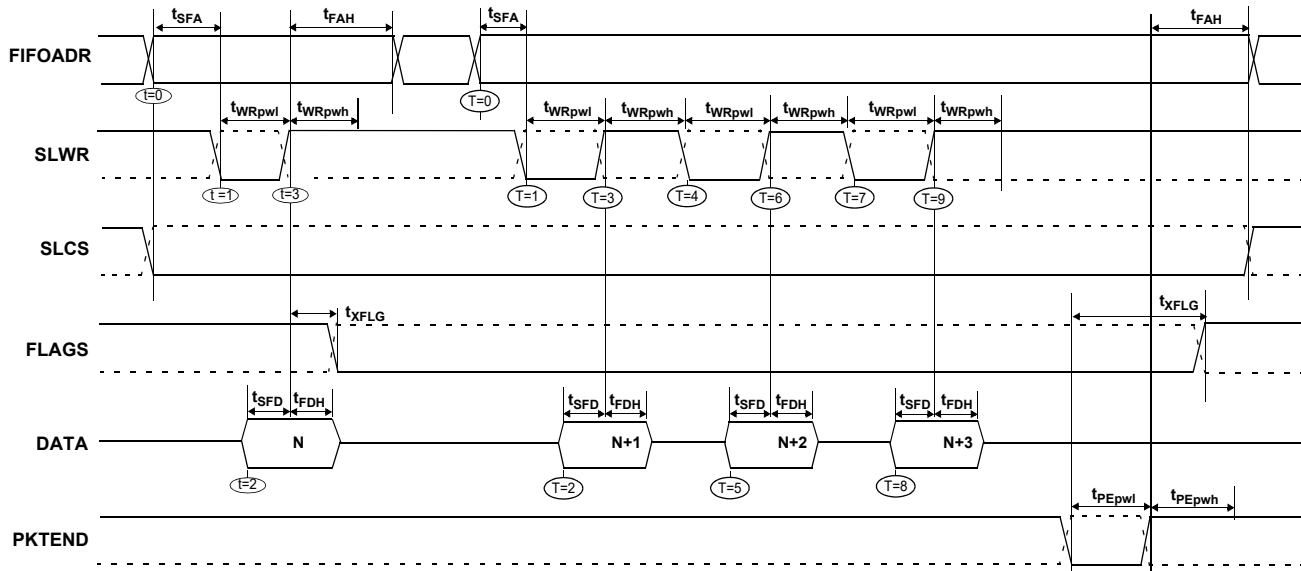 tSFA tFAH tSFA tFAH
FIFOADR
t=0 T=0
tWRpwl tWRpwh tWRpwl tWRpwh tWRpwl tWRpwh tWRpwl tWRpwh
SLWR
t =1 t=3 T=1 T=3 T=4 T=6 T=7 T=9
SLCS
tXFLG tXFLG
FLAGS
tSFD tFDH tSFD tFDH tSFD tFDH tSFD tFDH
DATA N N+1 N+2 N+3
t=2 T=2 T=5 T=8
tPEpwl tPEpwh
PKTEND